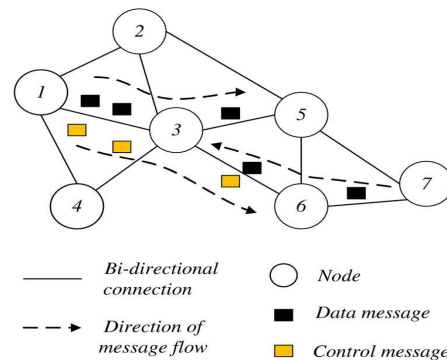 2
1
5
3
7
4
6
Bi-directional
connection
Node
Data message
Direction of
message flow
Control message